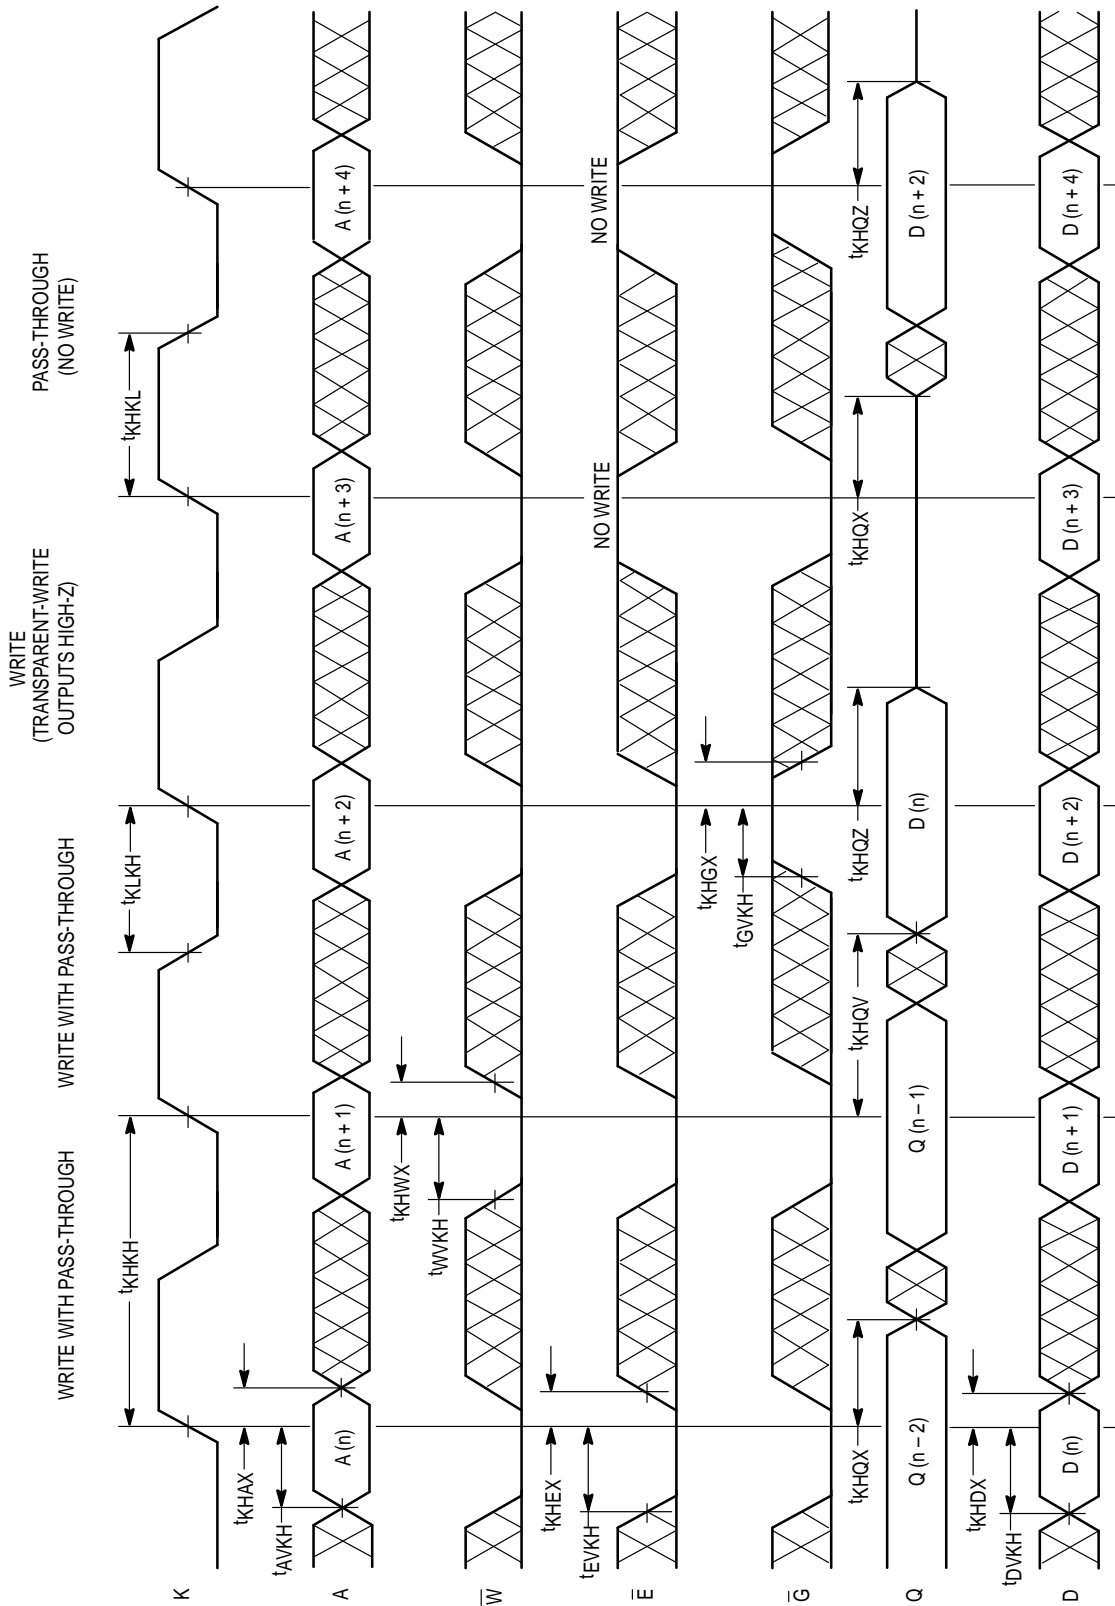 WRITE WITH PASS-THROUGH
WRITE WITH PASS-THROUGH
WRITE
(TRANSPARENT-WRITE
OUTPUTS HIGH-Z)
PASS-THROUGH
(NO WRITE)
tKHKH
tKLKH
tKHKL
K
tKHAX
tAVKH
A
A (n)
A (n + 1)
A (n + 2)
A (n + 3)
A (n + 4)
tKHWX
tWVKH
W
tKHEX
tEVKH
NO WRITE
NO WRITE
E
tKHGX
tGVKH
G
tKHQX
tKHQV
tKHQZ
tKHQX
tKHQZ
Q
Q (n – 2)
Q (n – 1)
D (n)
D (n + 2)
tKHDX
tDVKH
D
D (n)
D (n + 1)
D (n + 2)
D (n + 3)
D (n + 4)